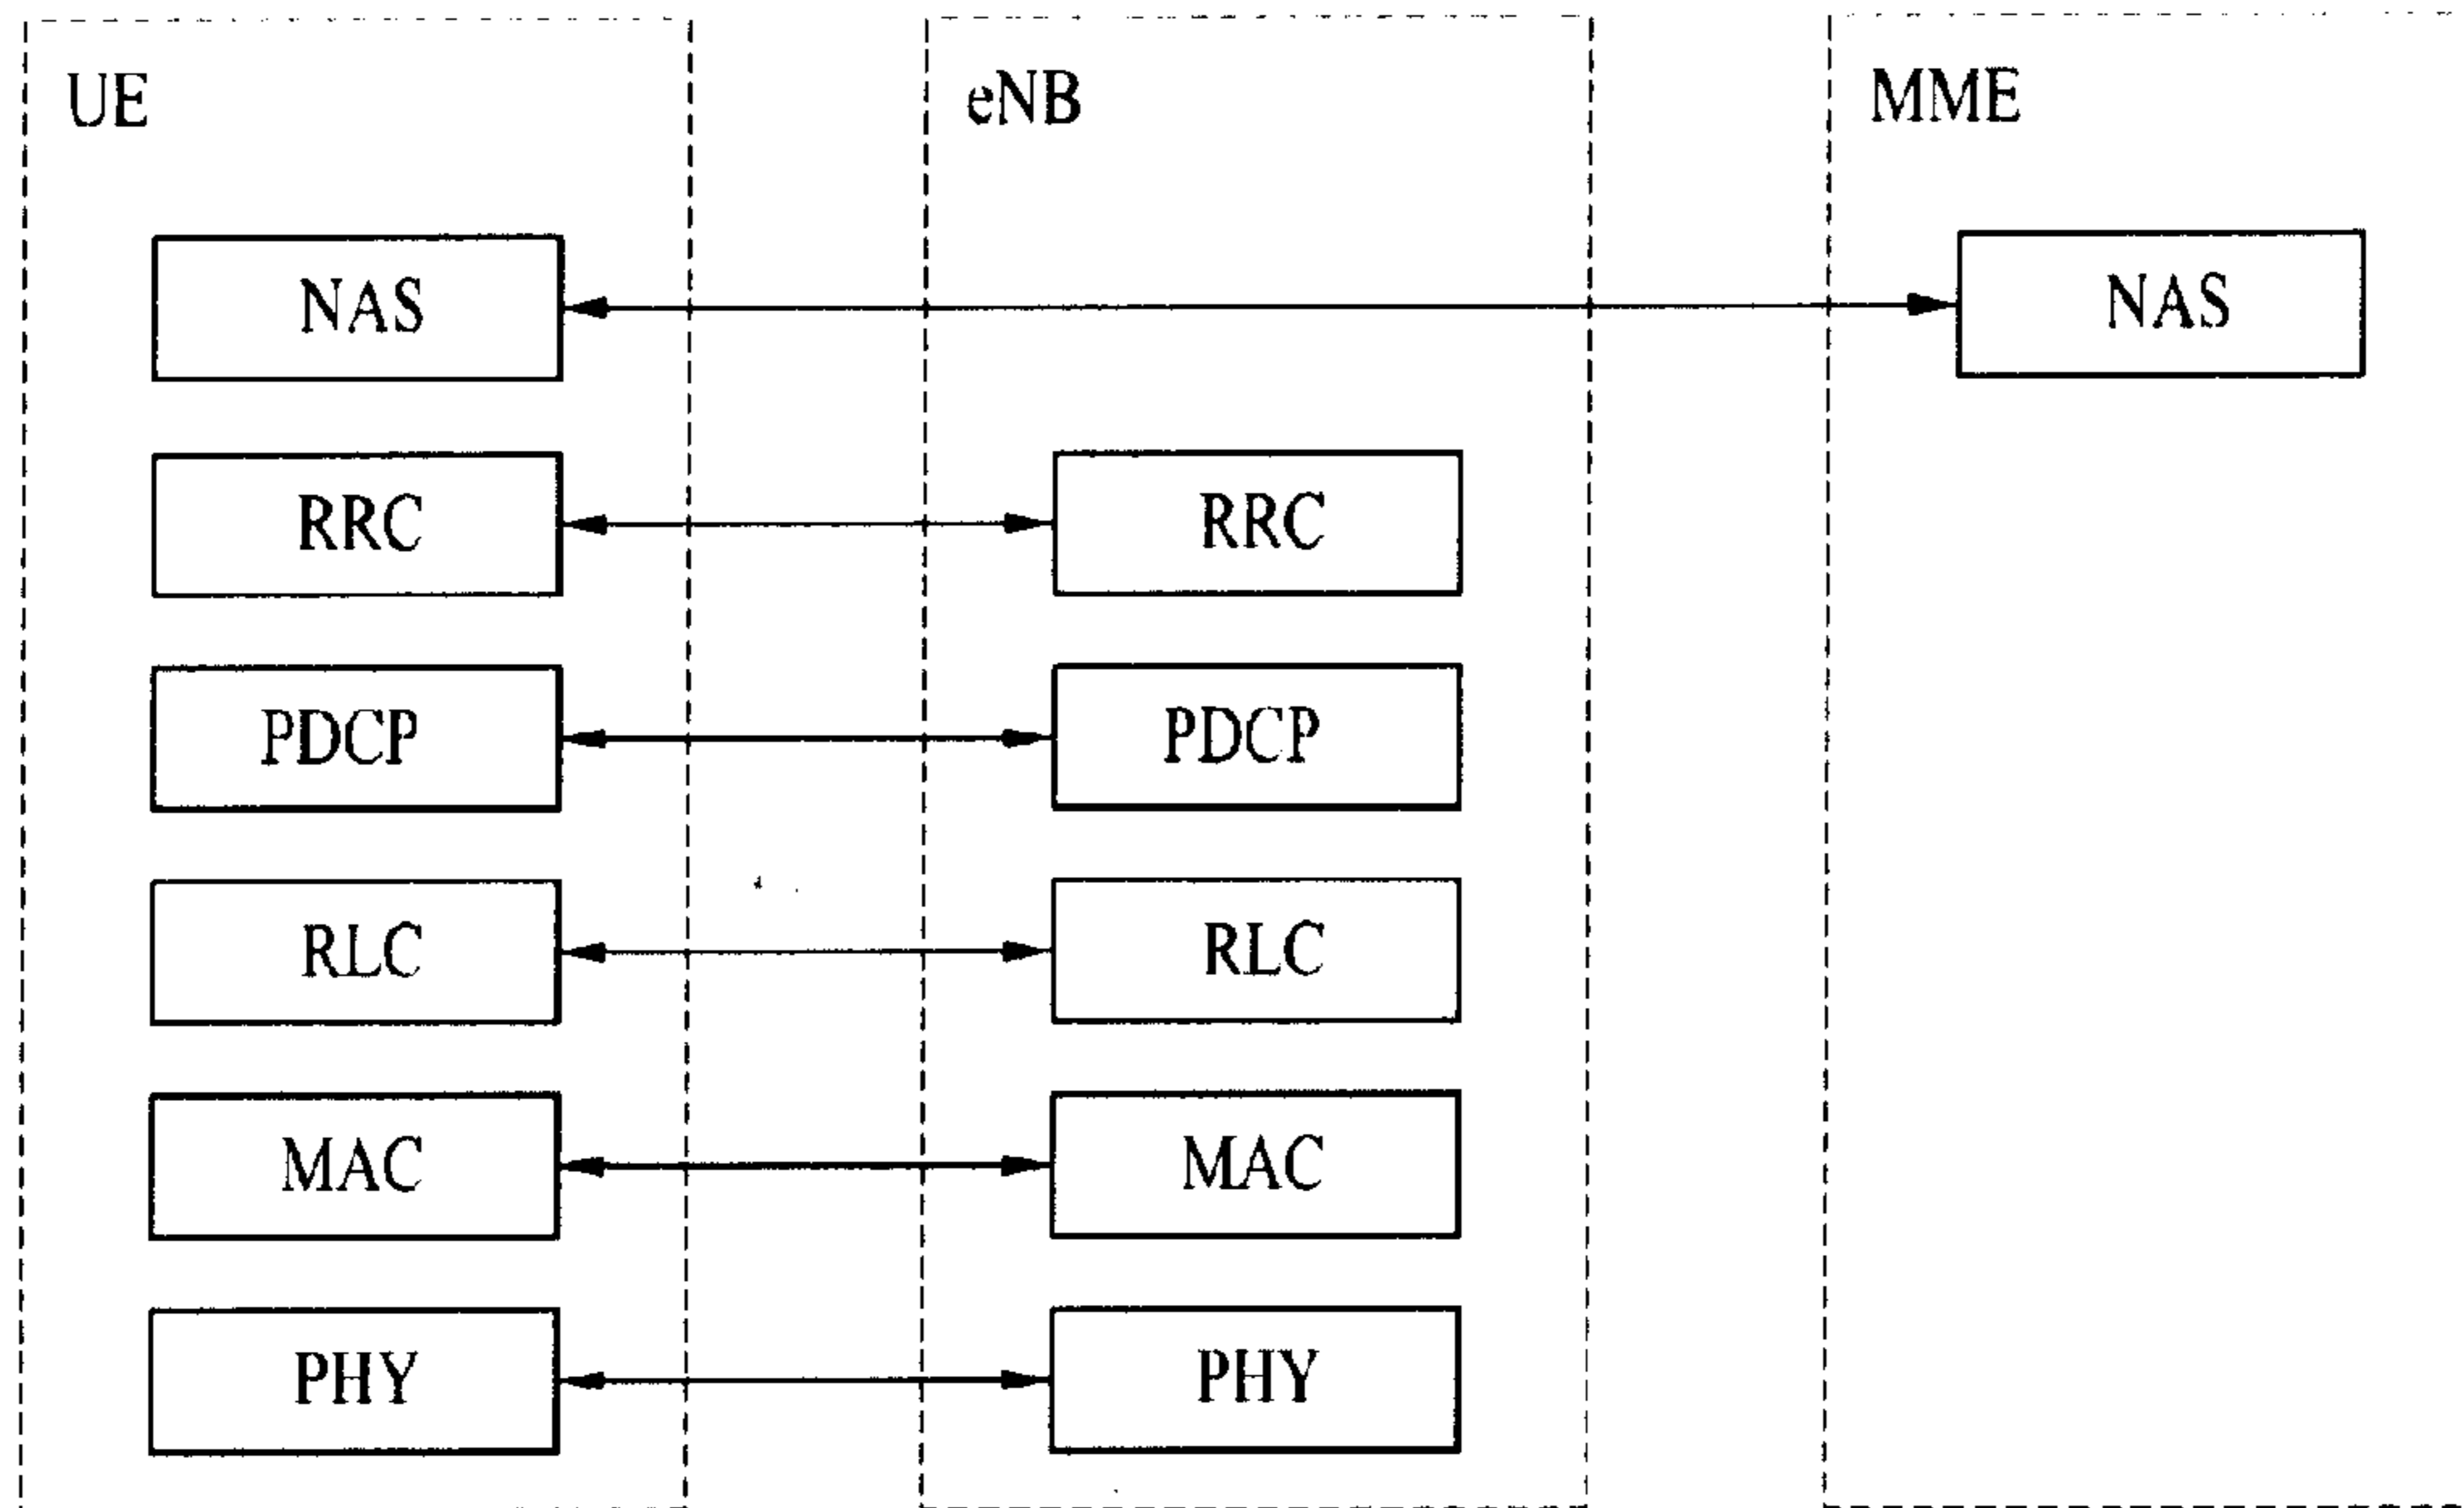 UE eNB MME
NAS NAS
RRC RRC
PDCP PDCP
RLC RLC
MAC MAC
PHY PHY